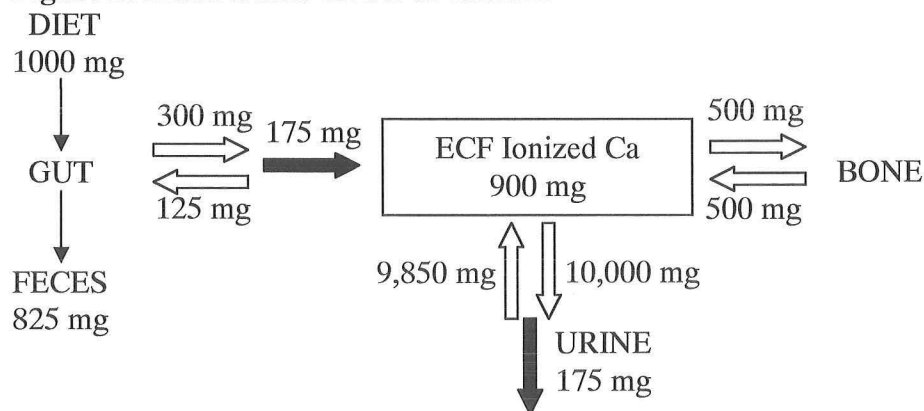 DIET
1000 mg
300 mg
175 mg
500 mg
GUT
ECF Ionized Ca
900 mg
BONE
125 mg
500 mg
9,850 mg
10,000 mg
FECES
825 mg
URINE
175 mg